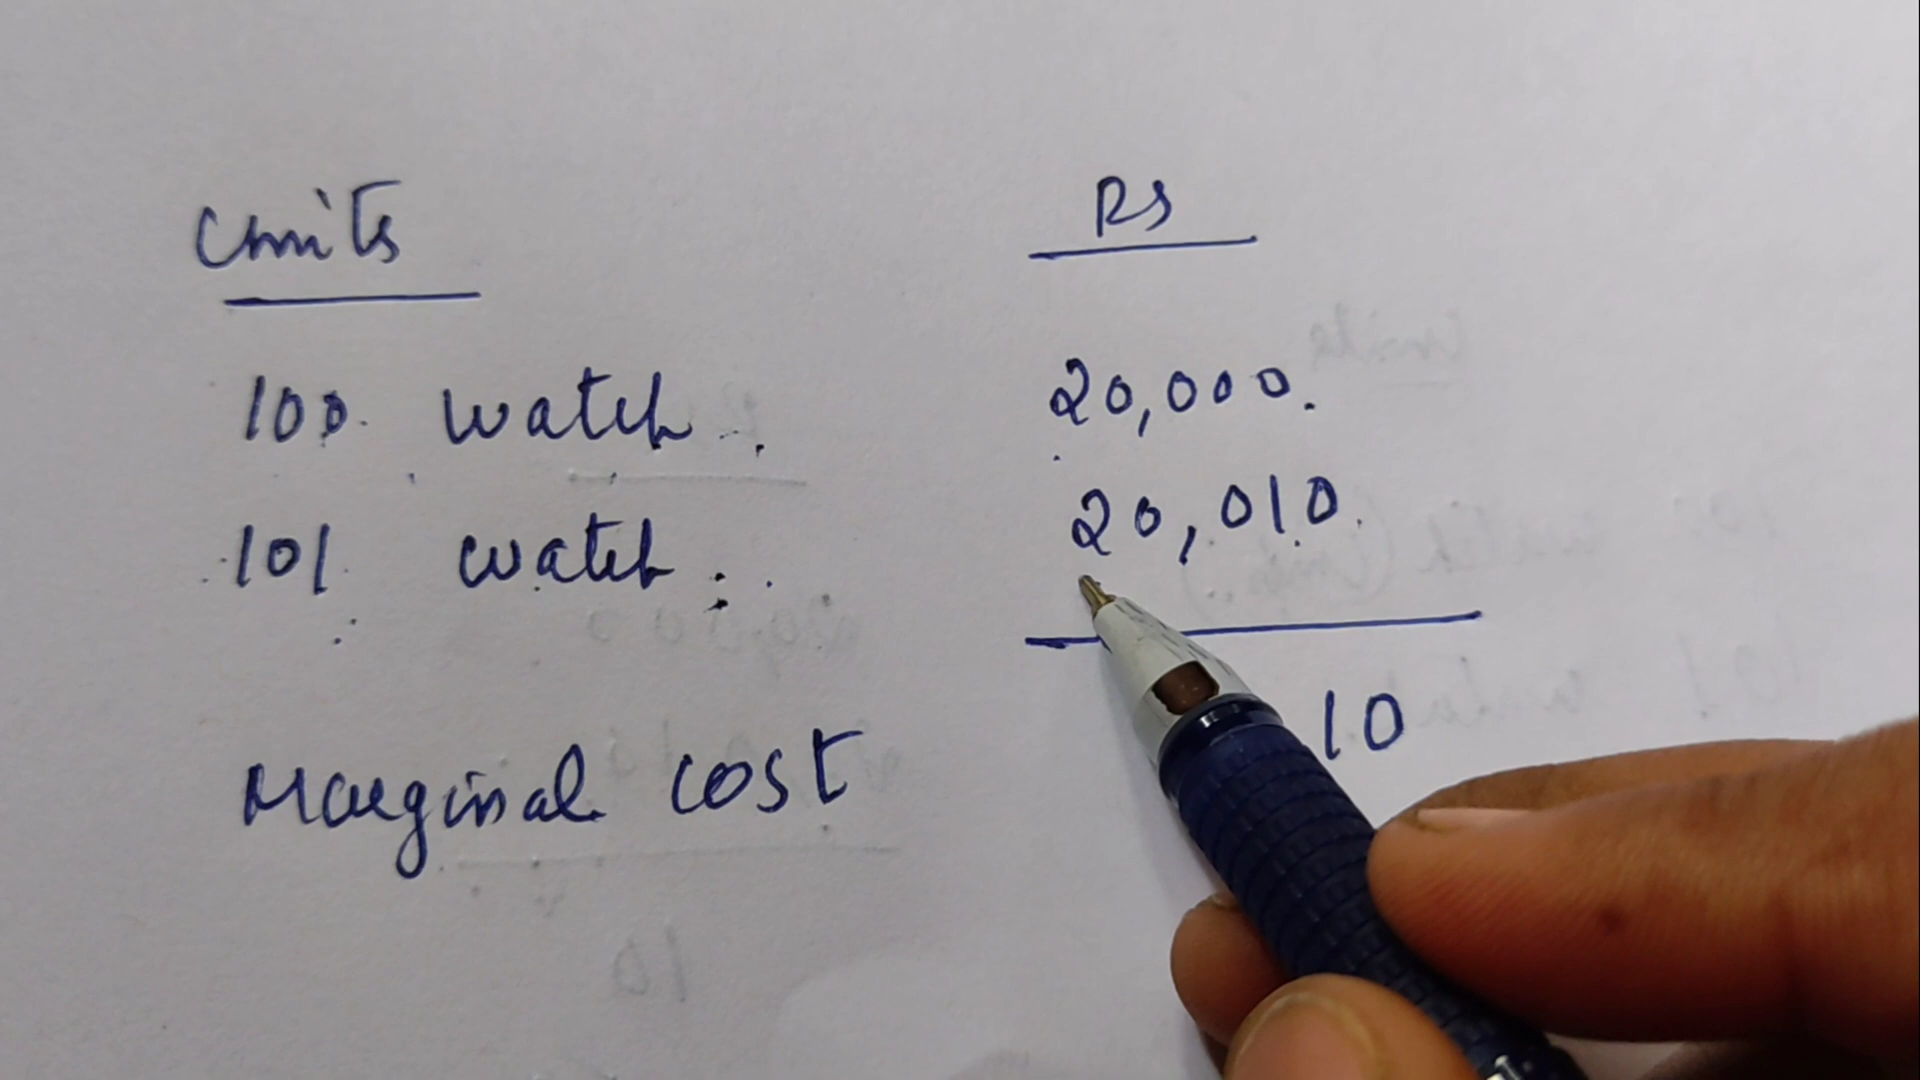 Units Rs
100 watch 20,000
101 watch 20,010
10
Marginal cost